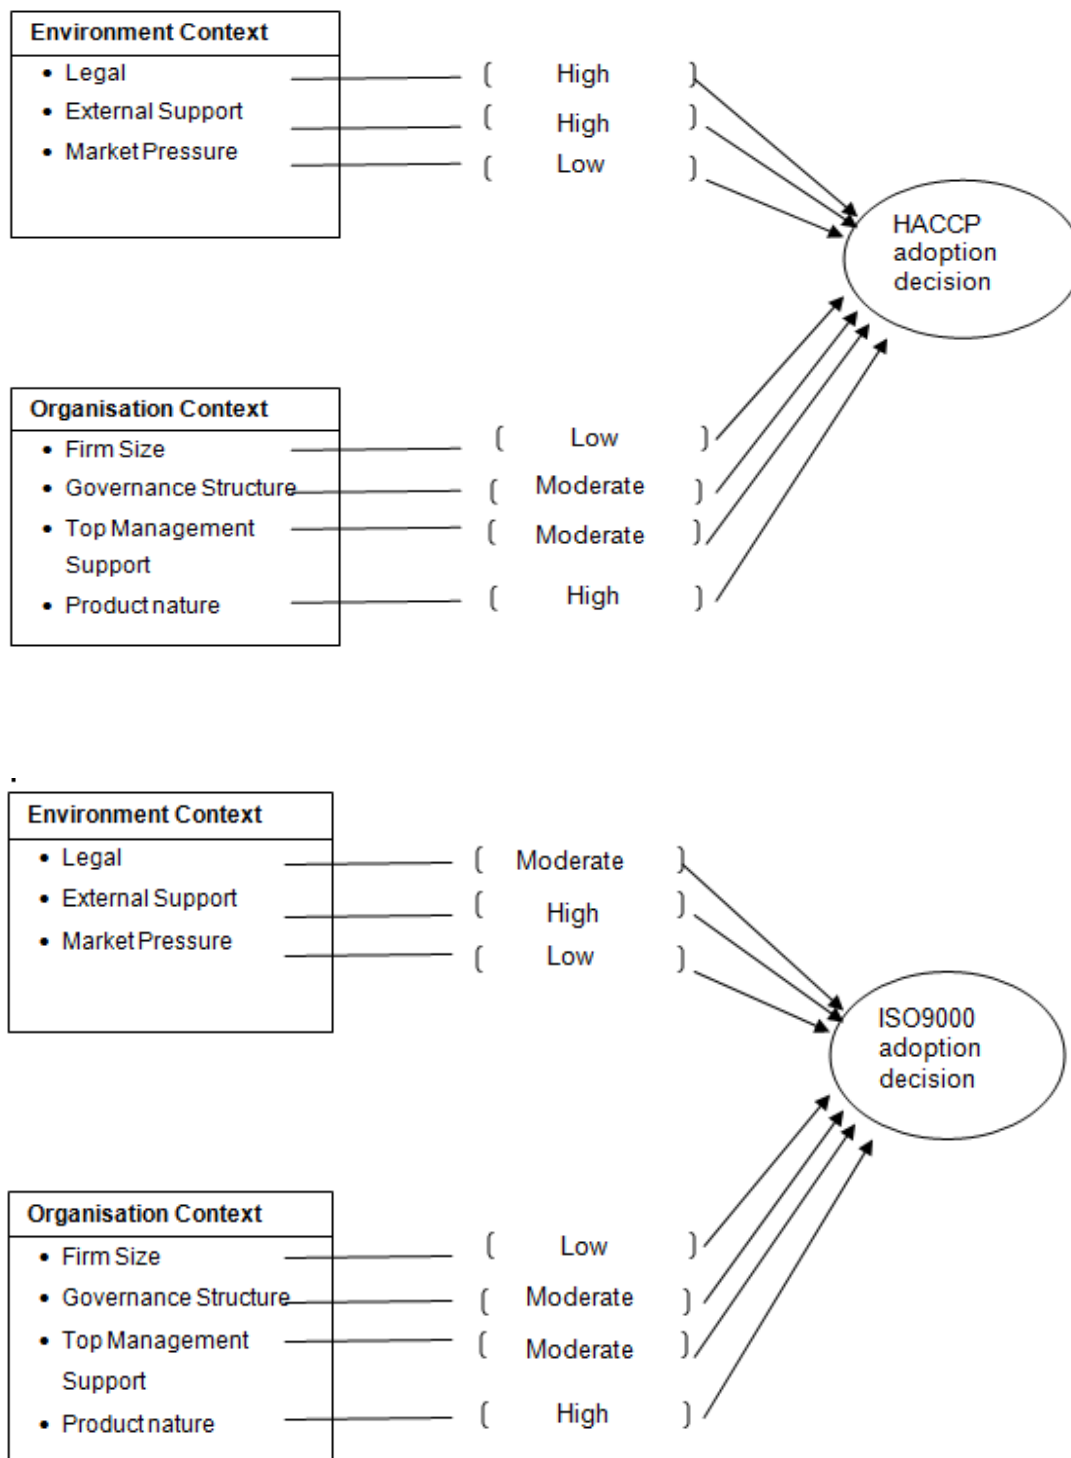 Environment Context
• Legal
• External Support
• Market Pressure
( High )
( High )
( Low )
HACCP
adoption
decision
Organisation Context
• Firm Size
• Governance Structure
• Top Management
Support
• Product nature
( Low )
( Moderate )
( Moderate )
( High )
.
Environment Context
• Legal
• External Support
• Market Pressure
( Moderate )
( High )
( Low )
ISO9000
adoption
decision
Organisation Context
• Firm Size
• Governance Structure
• Top Management
Support
• Product nature
( Low )
( Moderate )
( Moderate )
( High )